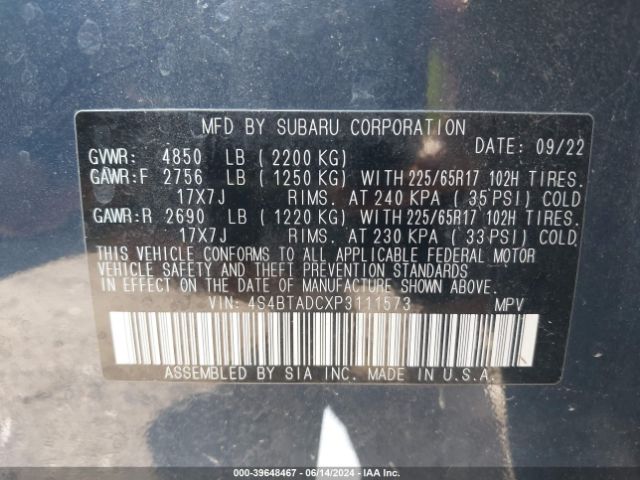 MFD BY SUBARU CORPORATION
DATE: 09/22
GVWR: 4850 LB ( 2200 KG)
GAWR:F 2756 LB ( 1250 KG) WITH 225/65R17 102H TIRES.
17X7J RIMS. AT 240 KPA ( 35 PSI) COLD
GAWR:R 2690 LB ( 1220 KG) WITH 225/65R17 102H TIRES.
17X7J RIMS. AT 230 KPA ( 33 PSI) COLD.
THIS VEHICLE CONFORMS TO ALL APPLICABLE FEDERAL MOTOR
VEHICLE SAFETY AND THEFT PREVENTION STANDARDS
IN EFFECT ON THE DATE OF MANUFACTURE SHOWN ABOVE.
VIN: 4S4BTADCXP3111573 MPV
ASSEMBLED BY SIA INC. MADE IN U.S.A.
000-39648467 - 06/14/2024 - IAA Inc.